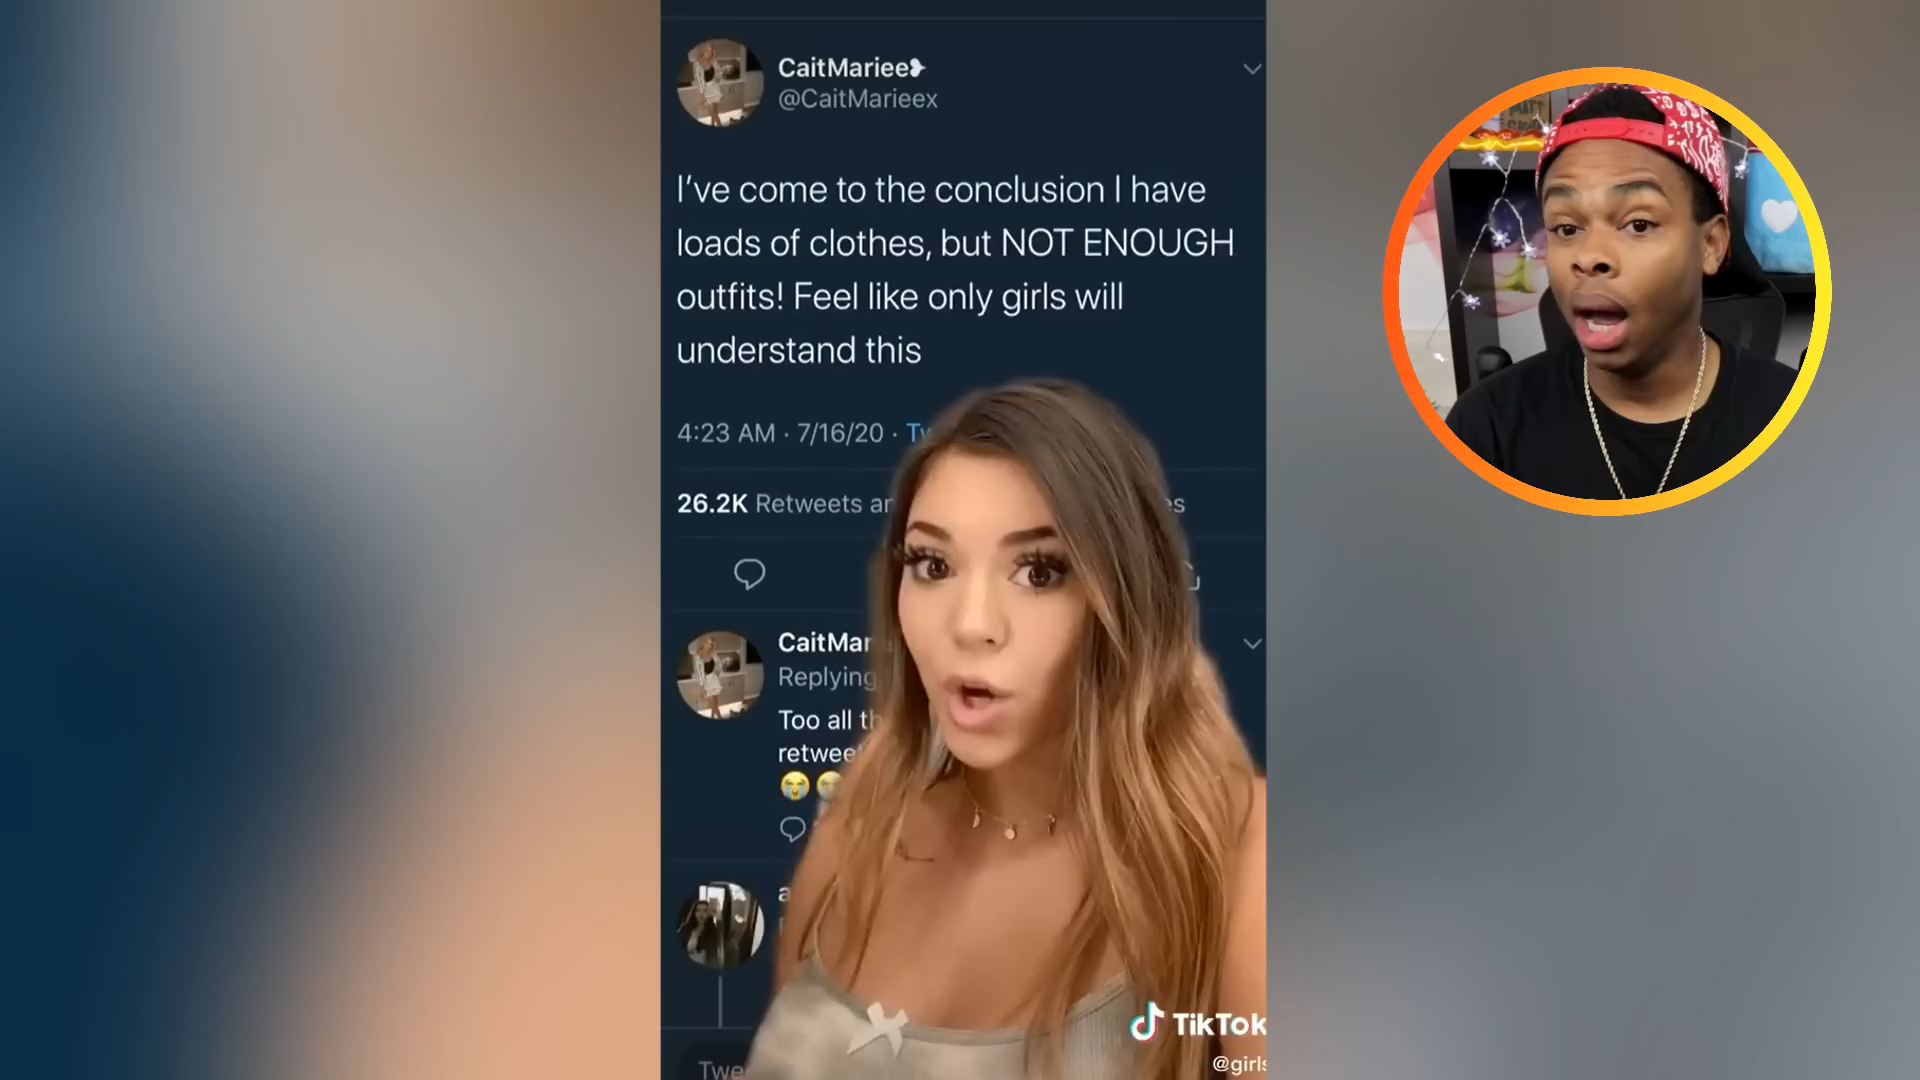 CaitMariee
@CaitMarieex
I've come to the conclusion I have
loads of clothes, but NOT ENOUGH
outfits! Feel like only girls will
understand this
4:23 AM · 7/16/20 ·
26.2K Retweets
CaitMar
Replying
Too all
TikTok